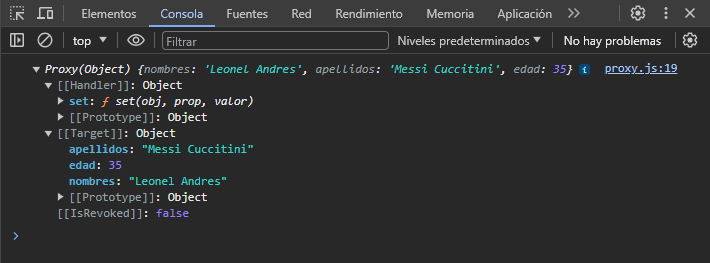 Elementos Consola Fuentes Red Rendimiento Memoria Aplicación
top Filtrar Niveles predeterminados No hay problemas
Proxy(Object) {nombres: 'Leonel Andres', apellidos: 'Messi Cuccitini', edad: 35} i proxy.js:19
[[Handler]]: Object
set: ƒ set(obj, prop, valor)
[[Prototype]]: Object
[[Target]]: Object
apellidos: "Messi Cuccitini"
edad: 35
nombres: "Leonel Andres"
[[Prototype]]: Object
[[IsRevoked]]: false